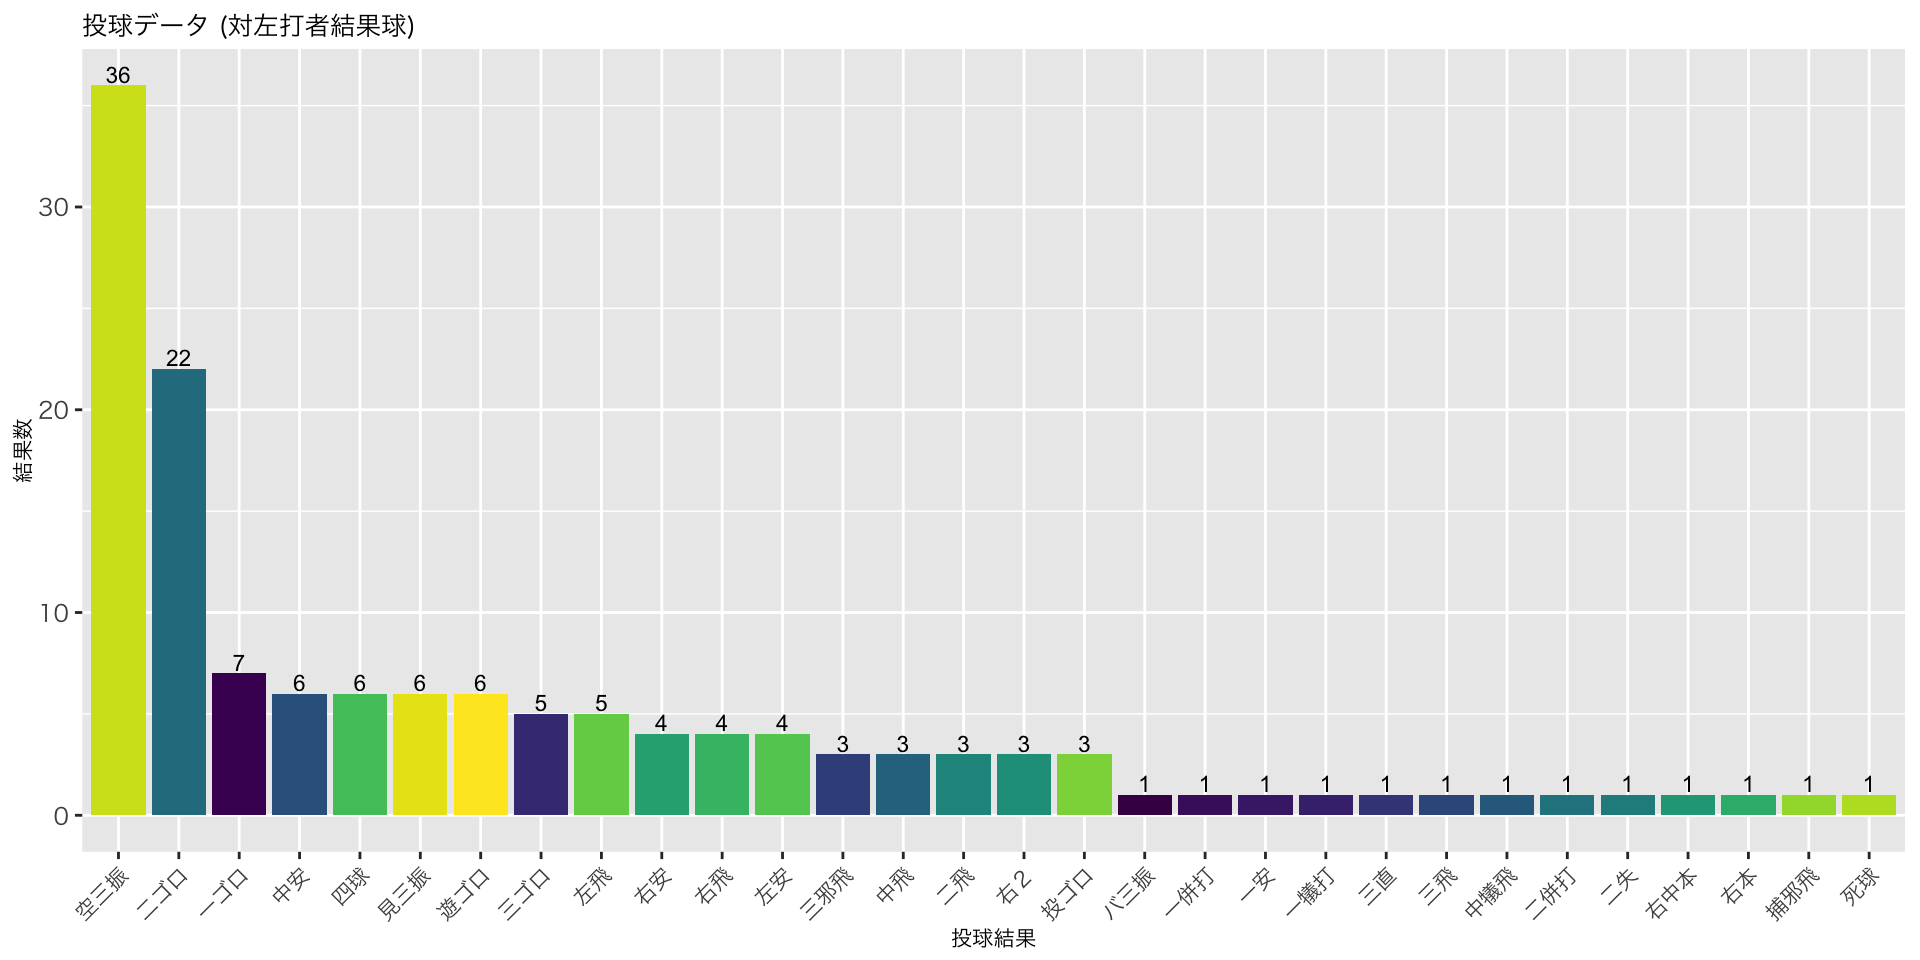 投球データ (対左打者結果球)
結果数
30
20
10
0
36
22
7
6
6
6
6
5
5
4
4
4
3
3
3
3
3
1
1
1
1
1
1
1
1
1
1
1
1
1
空三振
二ゴロ
一ゴロ
中安
四球
見三振
遊ゴロ
三ゴロ
左飛
右安
右飛
左安
三邪飛
中飛
二飛
右２
投ゴロ
バ三振
一併打
一安
一犠打
三直
三飛
中犠飛
二併打
二失
右中本
右本
捕邪飛
死球
投球結果